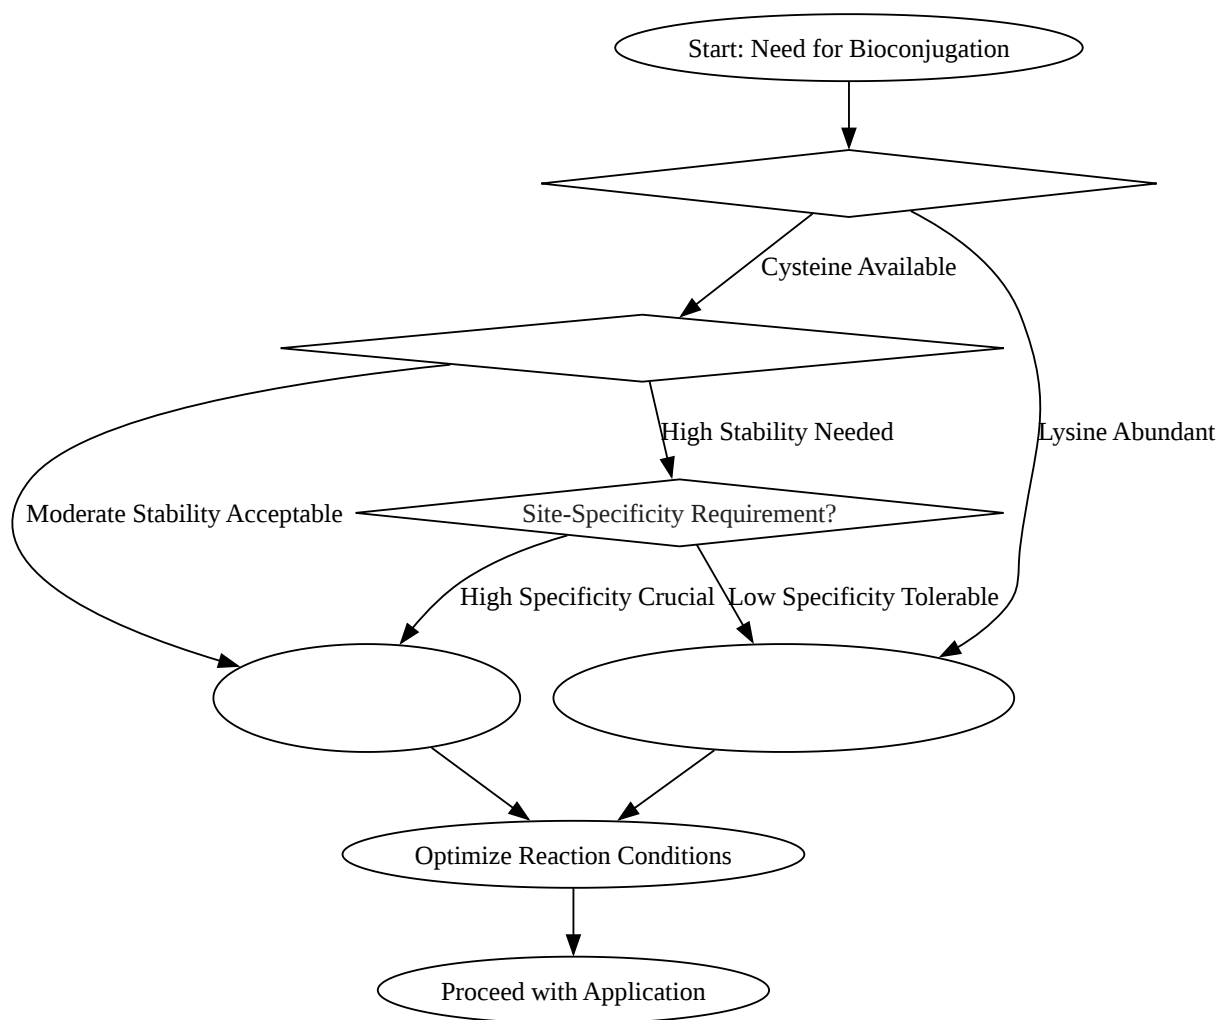 Start: Need for Bioconjugation
Cysteine Available
High Stability Needed
Lysine Abundant
Moderate Stability Acceptable
Site-Specificity Requirement?
High Specificity Crucial
Low Specificity Tolerable
Optimize Reaction Conditions
Proceed with Application